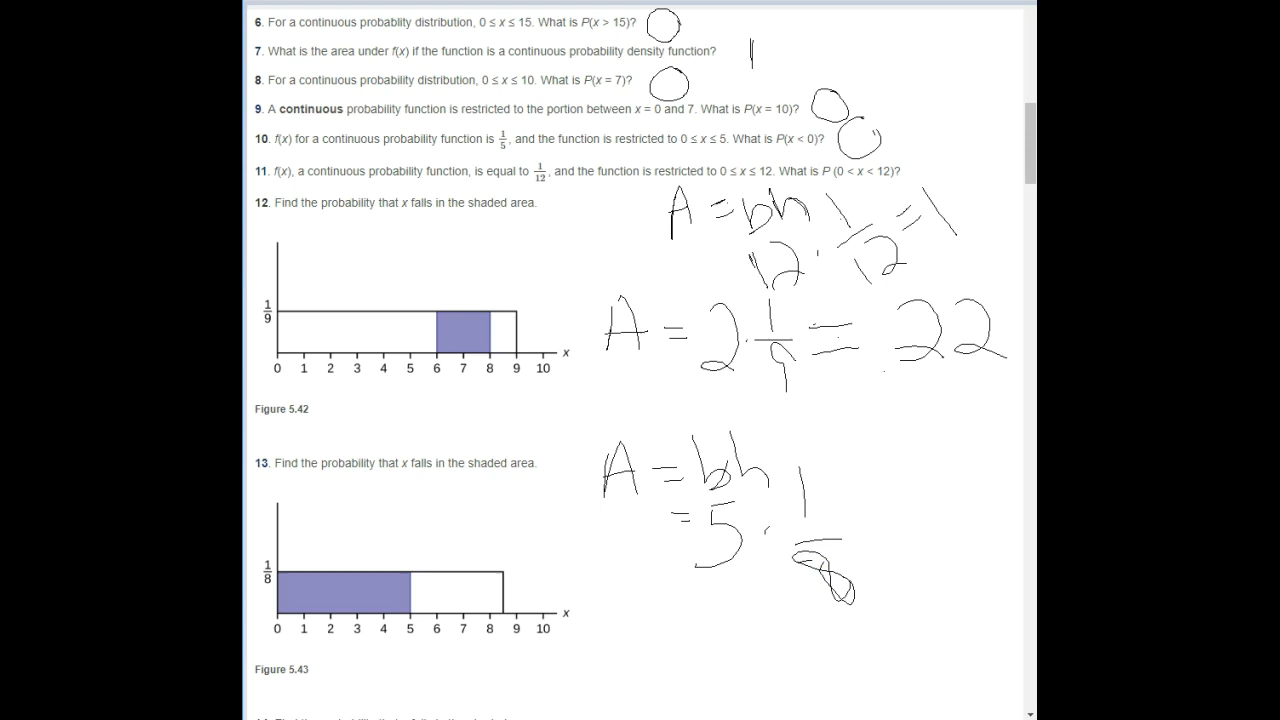 6. For a continuous probablity distribution, 0 ≤ x ≤ 15. What is P(x > 15)? 0
7. What is the area under f(x) if the function is a continuous probability density function? 1
8. For a continuous probability distribution, 0 ≤ x ≤ 10. What is P(x = 7)? 0
9. A continuous probability function is restricted to the portion between x = 0 and 7. What is P(x = 10)? 0
10. f(x) for a continuous probability function is 1/5, and the function is restricted to 0 ≤ x ≤ 5. What is P(x < 0)? 0
11. f(x), a continuous probability function, is equal to 1/12, and the function is restricted to 0 ≤ x ≤ 12. What is P (0 < x < 12)?
A = bh
12 · 1/12 = 1
12. Find the probability that x falls in the shaded area.
1/9
A = 2 · 1/9 = 22
x
0 1 2 3 4 5 6 7 8 9 10
Figure 5.42
13. Find the probability that x falls in the shaded area.
A = bh
= 5 · 1/8
1/8
x
0 1 2 3 4 5 6 7 8 9 10
Figure 5.43